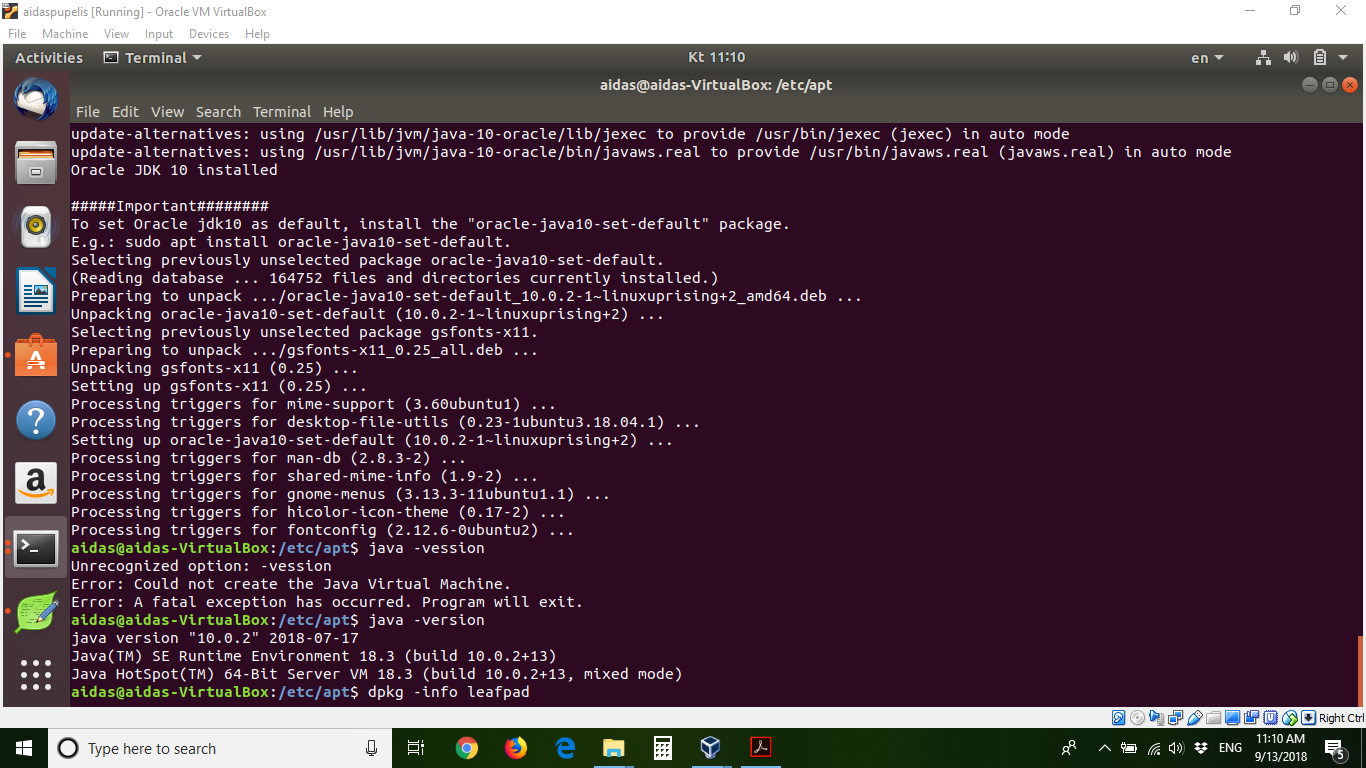 aidaspupelis [Running] - Oracle VM VirtualBox
File Machine View Input Devices Help
Activities Terminal Kt 11:10 en
aidas@aidas-VirtualBox: /etc/apt
File Edit View Search Terminal Help
update-alternatives: using /usr/lib/jvm/java-10-oracle/lib/jexec to provide /usr/bin/jexec (jexec) in auto mode
update-alternatives: using /usr/lib/jvm/java-10-oracle/bin/javaws.real to provide /usr/bin/javaws.real (javaws.real) in auto mode
Oracle JDK 10 installed
#####Important########
To set Oracle jdk10 as default, install the "oracle-java10-set-default" package.
E.g.: sudo apt install oracle-java10-set-default.
Selecting previously unselected package oracle-java10-set-default.
(Reading database ... 164752 files and directories currently installed.)
Preparing to unpack .../oracle-java10-set-default_10.0.2-1~linuxuprising+2_amd64.deb ...
Unpacking oracle-java10-set-default (10.0.2-1~linuxuprising+2) ...
Selecting previously unselected package gsfonts-x11.
Preparing to unpack .../gsfonts-x11_0.25_all.deb ...
Unpacking gsfonts-x11 (0.25) ...
Setting up gsfonts-x11 (0.25) ...
Processing triggers for mime-support (3.60ubuntu1) ...
Processing triggers for desktop-file-utils (0.23-1ubuntu3.18.04.1) ...
Setting up oracle-java10-set-default (10.0.2-1~linuxuprising+2) ...
Processing triggers for man-db (2.8.3-2) ...
Processing triggers for shared-mime-info (1.9-2) ...
Processing triggers for gnome-menus (3.13.3-11ubuntu1.1) ...
Processing triggers for hicolor-icon-theme (0.17-2) ...
Processing triggers for fontconfig (2.12.6-0ubuntu2) ...
aidas@aidas-VirtualBox:/etc/apt$ java -vession
Unrecognized option: -vession
Error: Could not create the Java Virtual Machine.
Error: A fatal exception has occurred. Program will exit.
aidas@aidas-VirtualBox:/etc/apt$ java -version
java version "10.0.2" 2018-07-17
Java(TM) SE Runtime Environment 18.3 (build 10.0.2+13)
Java HotSpot(TM) 64-Bit Server VM 18.3 (build 10.0.2+13, mixed mode)
aidas@aidas-VirtualBox:/etc/apt$ dpkg -info leafpad
Right Ctrl
Type here to search
ENG
11:10 AM
9/13/2018
5